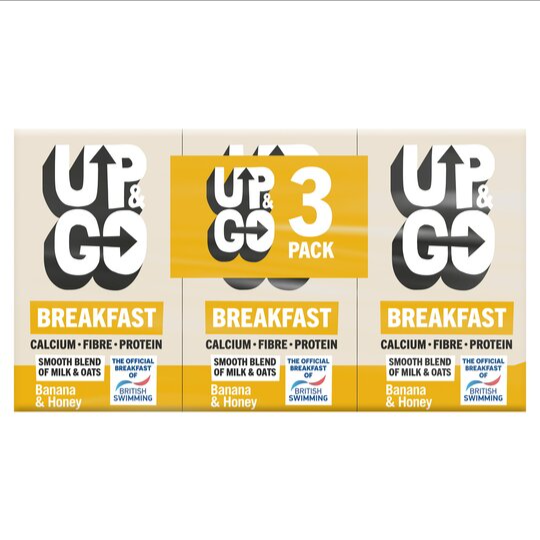 UP&
GO
BREAKFAST
CALCIUM • FIBRE • PROTEIN
SMOOTH BLEND
OF MILK & OATS
Banana
& Honey
THE OFFICIAL
BREAKFAST
OF
BRITISH
SWIMMING
UP&
GO
3
PACK
BREAKFAST
CALCIUM • FIBRE • PROTEIN
SMOOTH BLEND
OF MILK & OATS
Banana
& Honey
THE OFFICIAL
BREAKFAST
OF
BRITISH
SWIMMING
UP&
GO
BREAKFAST
CALCIUM • FIBRE • PROTEIN
SMOOTH BLEND
OF MILK & OATS
Banana
& Honey
THE OFFICIAL
BREAKFAST
OF
BRITISH
SWIMMING